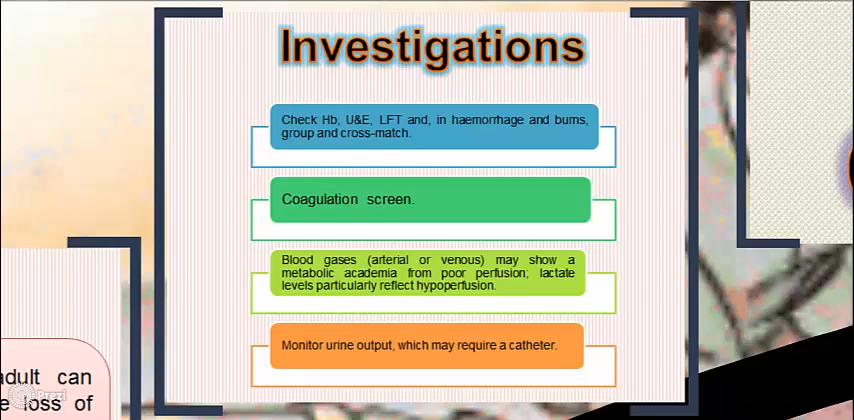 Investigations
Check Hb, U&E, LFT and, in haemorrhage and burns,
group and cross-match.
Coagulation screen.
Blood gases (arterial or venous) may show a
metabolic academia from poor perfusion; lactate
levels particularly reflect hypoperfusion.
Monitor urine output, which may require a catheter.
adult can
loss of
Prezi